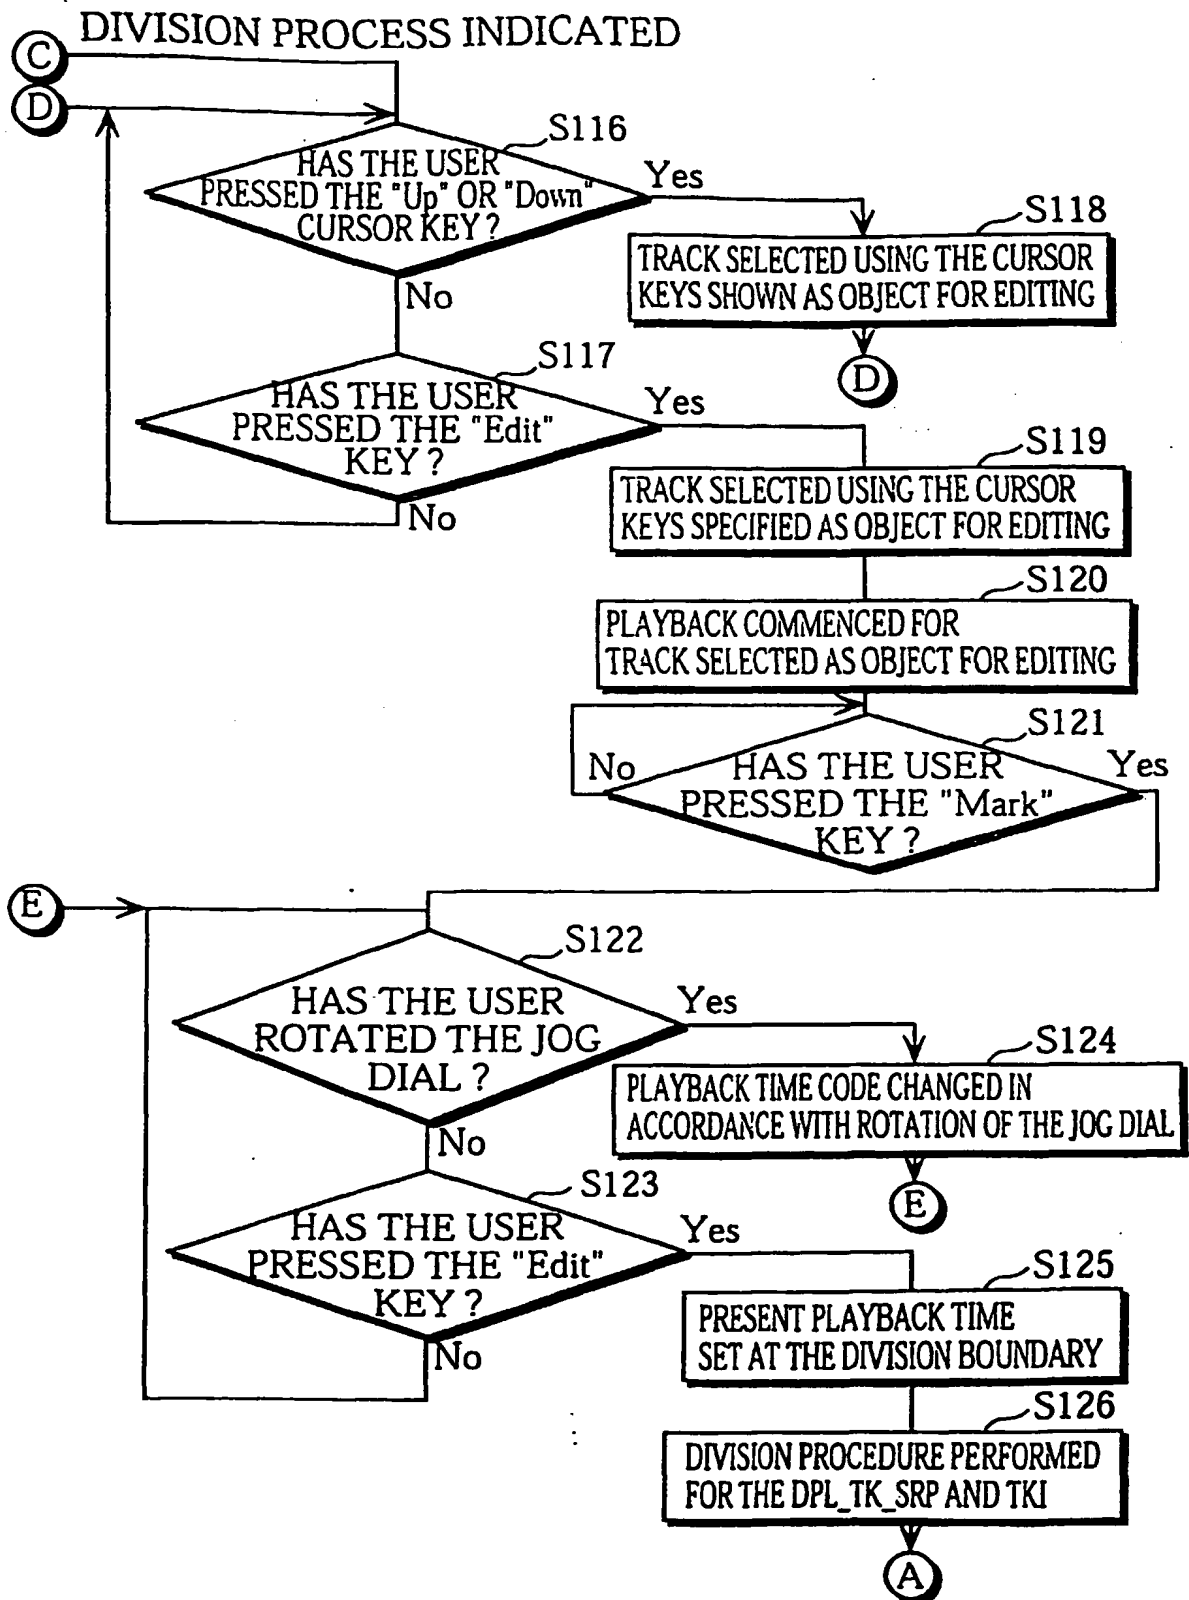 DIVISION PROCESS INDICATED
C
D
S116
HAS THE USER
PRESSED THE "Up" OR "Down"
CURSOR KEY ?
Yes
No
S118
TRACK SELECTED USING THE CURSOR
KEYS SHOWN AS OBJECT FOR EDITING
D
S117
HAS THE USER
PRESSED THE "Edit"
KEY ?
Yes
No
S119
TRACK SELECTED USING THE CURSOR
KEYS SPECIFIED AS OBJECT FOR EDITING
S120
PLAYBACK COMMENCED FOR
TRACK SELECTED AS OBJECT FOR EDITING
S121
No
HAS THE USER
PRESSED THE "Mark"
KEY ?
Yes
E
S122
HAS THE USER
ROTATED THE JOG
DIAL ?
Yes
No
S124
PLAYBACK TIME CODE CHANGED IN
ACCORDANCE WITH ROTATION OF THE JOG DIAL
E
S123
HAS THE USER
PRESSED THE "Edit"
KEY ?
Yes
No
S125
PRESENT PLAYBACK TIME
SET AT THE DIVISION BOUNDARY
S126
DIVISION PROCEDURE PERFORMED
FOR THE DPL_TK_SRP AND TKI
A